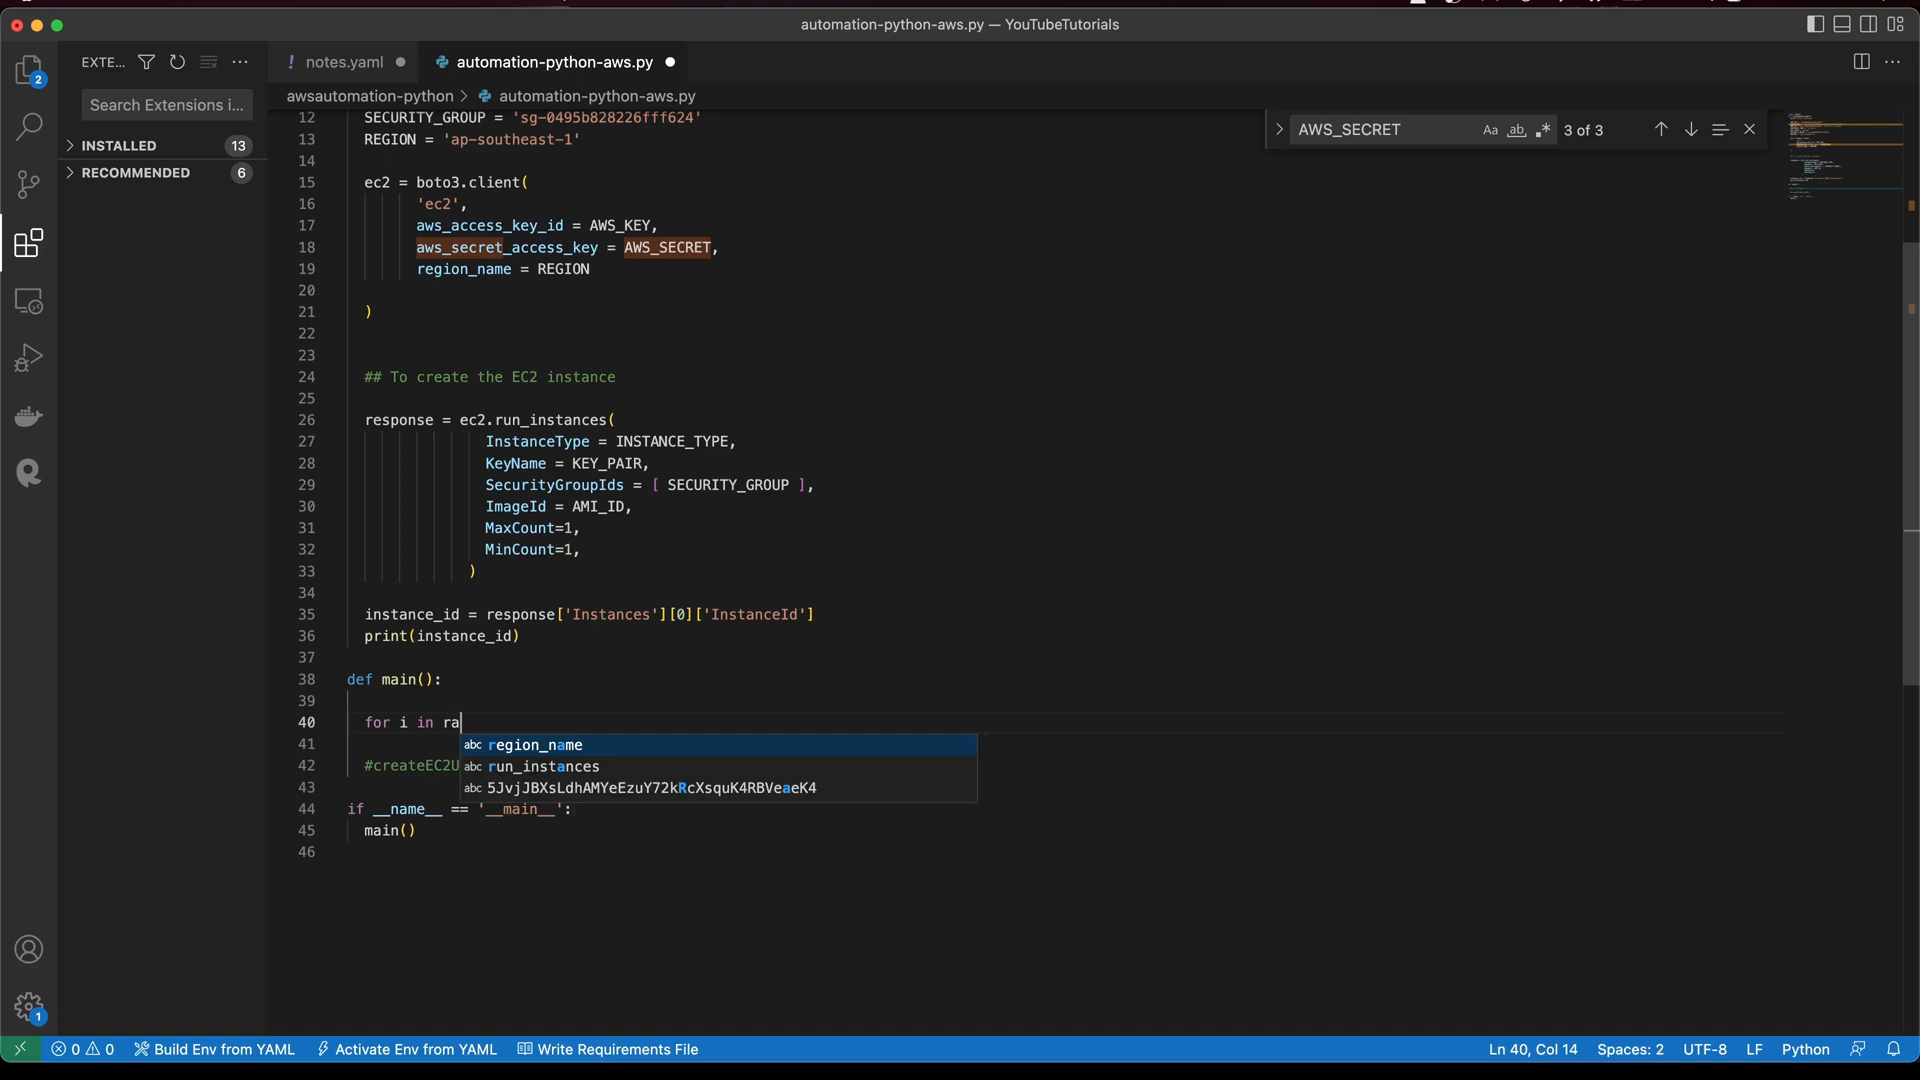 automation-python-aws.py — YouTubeTutorials
EXTE...
! notes.yaml
automation-python-aws.py
Search Extensions i...
INSTALLED 13
RECOMMENDED 6
awsautomation-python > automation-python-aws.py
AWS_SECRET Aa ab 3 of 3
12 SECURITY_GROUP = 'sg-0495b828226fff624'
13 REGION = 'ap-southeast-1'
14
15 ec2 = boto3.client(
16 'ec2',
17 aws_access_key_id = AWS_KEY,
18 aws_secret_access_key = AWS_SECRET,
19 region_name = REGION
20
21 )
22
23
24 ## To create the EC2 instance
25
26 response = ec2.run_instances(
27 InstanceType = INSTANCE_TYPE,
28 KeyName = KEY_PAIR,
29 SecurityGroupIds = [ SECURITY_GROUP ],
30 ImageId = AMI_ID,
31 MaxCount=1,
32 MinCount=1,
33 )
34
35 instance_id = response['Instances'][0]['InstanceId']
36 print(instance_id)
37
38 def main():
39
40 for i in ra
41
abc region_name
abc run_instances
42 #createEC2U
abc 5JvjJBXsLdhAMYeEzuY72kRcXsquK4RBVeaeK4
43
44 if __name__ == '__main__':
45 main()
46
2
1
0 0 Build Env from YAML Activate Env from YAML Write Requirements File Ln 40, Col 14 Spaces: 2 UTF-8 LF Python